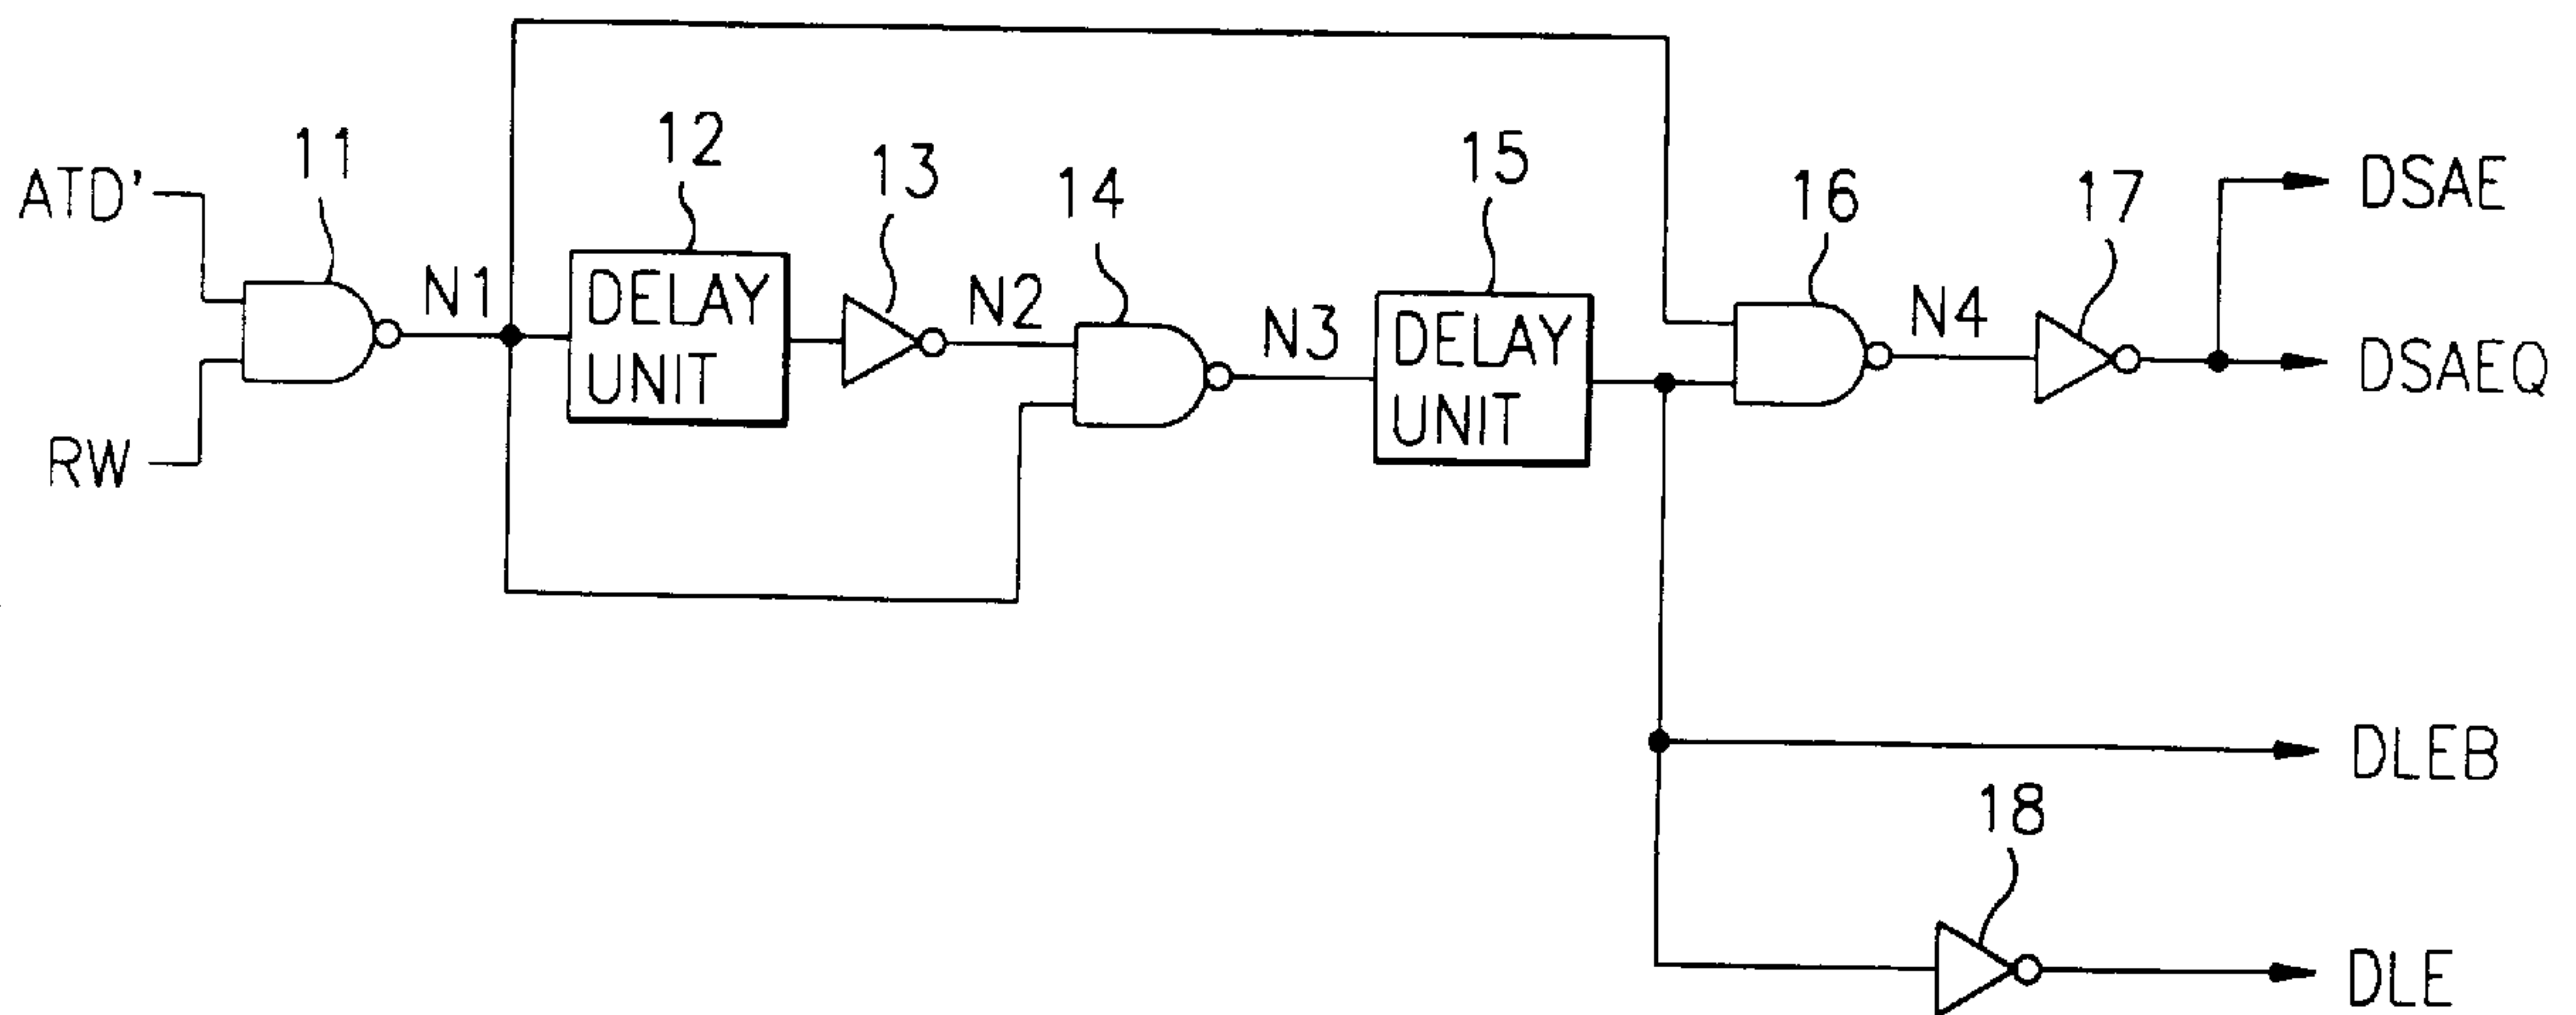 ATD'
RW
11
N1
12
DELAY
UNIT
13
N2
14
N3
15
DELAY
UNIT
16
N4
17
18
DSAE
DSAEQ
DLEB
DLE